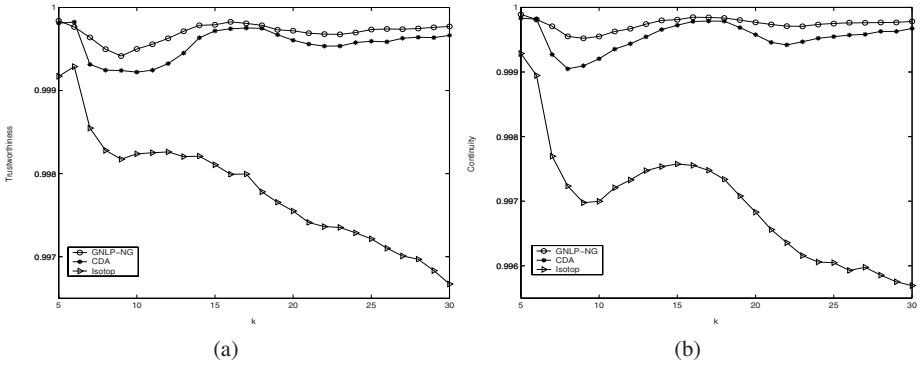 1
0.999
0.998
0.997
Trustworthiness
GNLP-NG
CDA
Isotop
5 10 15 20 25 30
k
(a)
1
0.999
0.998
0.997
0.996
Continuity
GNLP-NG
CDA
Isotop
5 10 15 20 25 30
k
(b)